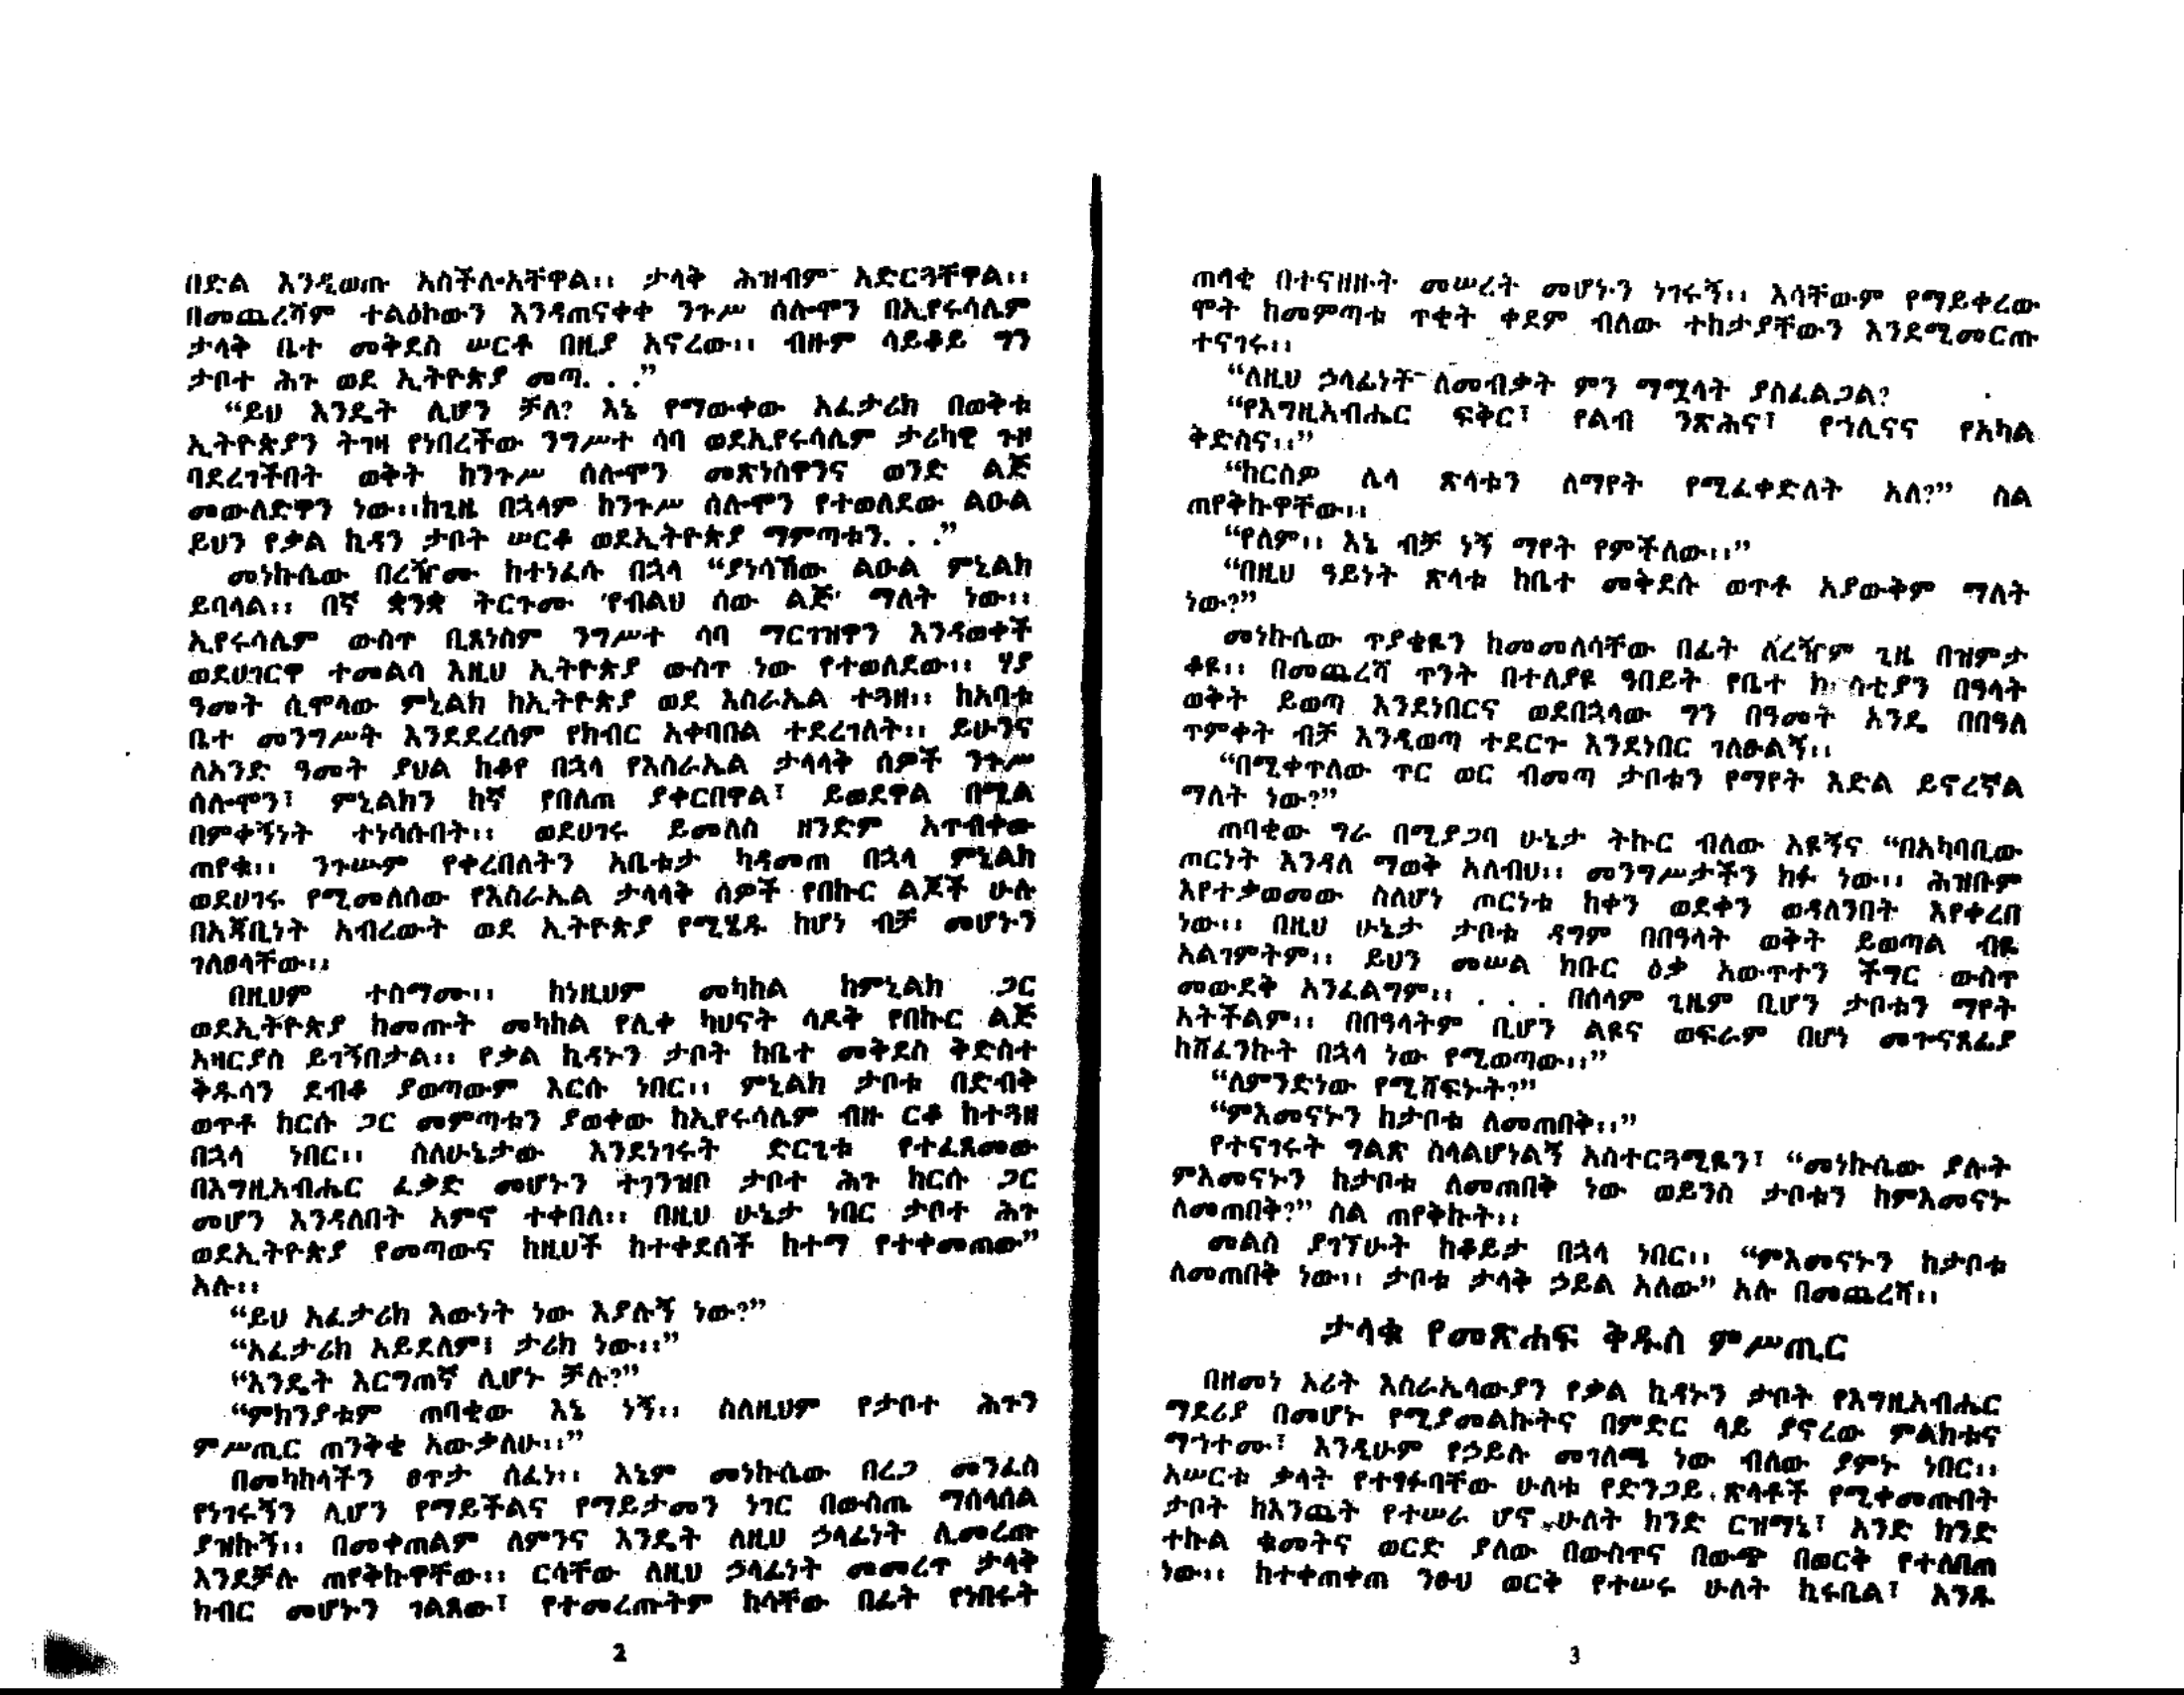 በድል እንዲወጡ አስችሏአቸዋል። ታላቅ ሕዝብም አድርጓቸዋል።
በመጨረሻም ተልዕኮውን እንዳጠናቀቀ ንጉሥ ሰሎሞን በኢየሩሳሌም
ታላቅ ቤተ መቅደስ ሠርቶ በዚያ አኖረው። ብዙም ሳይቆይ ግን
ታቦተ ሕጉ ወደ ኢትዮጵያ መጣ. . .”
“ይህ እንዴት ሊሆን ቻለ? እኔ የማውቀው አፈታሪክ በወቅቱ
ኢትዮጵያን ትገዛ የነበረችው ንግሥተ ሳባ ወደኢየሩሳሌም ታሪካዊ ጉዞ
ባደረገችበት ወቅት ከንጉሥ ሰሎሞን መጽነስዋንና ወንድ ልጅ
መውለድዋን ነው።ከጊዜ በኋላም ከንጉሥ ሰሎሞን የተወለደው ልዑል
ይህን የቃል ኪዳን ታቦት ሠርቆ ወደኢትዮጵያ ማምጣቱን. . .”
መነኩሴው በረዥሙ ከተነፈሱ በኋላ “ያነሳኸው ልዑል ምኒልክ
ይባላል። በኛ ቋንቋ ትርጉሙ ‘የብልህ ሰው ልጅ’ ማለት ነው።
ኢየሩሳሌም ውስጥ ቢጸነስም ንግሥተ ሳባ ማርገዝዋን እንዳወቀች
ወደሀገርዋ ተመልሳ እዚህ ኢትዮጵያ ውስጥ ነው የተወለደው። ሃያ
ዓመት ሲሞላው ምኒልክ ከኢትዮጵያ ወደ እስራኤል ተጓዘ። ከአባቱ
ቤተ መንግሥት እንደደረሰም የክብር አቀባበል ተደረገለት። ይሁንና
ለአንድ ዓመት ያህል ከቆየ በኋላ የእስራኤል ታላላቅ ሰዎች ንጉሥ
ሰሎሞን፣ ምኒልክን ከኛ የበለጠ ያቀርበዋል፣ ይወደዋል በሚል
በምቀኝነት ተነሳሱበት። ወደሀገሩ ይመለስ ዘንድም አጥብቀው
ጠየቁ። ንጉሡም የቀረበለትን አቤቱታ ካዳመጠ በኋላ ምኒልክ
ወደሀገሩ የሚመለሰው የእስራኤል ታላላቅ ሰዎች የበኩር ልጆች ሁሉ
በአጃቢነት አብረውት ወደ ኢትዮጵያ የሚሄዱ ከሆነ ብቻ መሆኑን
ገለፀላቸው።
በዚህም ተስማሙ። ከነዚህም መካከል ከምኒልክ ጋር
ወደኢትዮጵያ ከመጡት መካከል የሊቀ ካህናት ሳዶቅ የበኩር ልጅ
አዛርያስ ይገኝበታል። የቃል ኪዳኑን ታቦት ከቤተ መቅደስ ቅድስተ
ቅዱሳን ደብቆ ያወጣውም እርሱ ነበር። ምኒልክ ታቦቱ በድብቅ
ወጥቶ ከርሱ ጋር መምጣቱን ያወቀው ከኢየሩሳሌም ብዙ ርቆ ከተጓዘ
በኋላ ነበር። ስለሁኔታው እንደነገሩት ድርጊቱ የተፈጸመው
በእግዚአብሔር ፈቃድ መሆኑን ተገንዝቦ ታቦተ ሕጉ ከርሱ ጋር
መሆን እንዳለበት አምኖ ተቀበለ። በዚህ ሁኔታ ነበር ታቦተ ሕጉ
ወደኢትዮጵያ የመጣውና ከዚህች ከተቀደሰች ከተማ የተቀመጠው”
አሉ።
“ይህ አፈታሪክ እውነት ነው እያሉኝ ነው?”
“አፈታሪክ አይደለም፤ ታሪክ ነው።”
“እንዴት እርግጠኛ ሊሆኑ ቻሉ?”
“ምክንያቱም ጠባቂው እኔ ነኝ። ስለዚህም የታቦተ ሕጉን
ምሥጢር ጠንቅቄ አውቃለሁ።”
በመካከላችን ፀጥታ ሰፈነ። እኔም መነኩሴው በረጋ መንፈስ
የነገሩኝን ሊሆን የማይችልና የማይታመን ነገር በውስጤ ማሰላሰል
ያዝኩኝ። በመቀጠልም ለምንና እንዴት ለዚህ ኃላፊነት ሊመረጡ
እንደቻሉ ጠየቅኩዋቸው። ርሳቸው ለዚህ ኃላፊነት መመረጥ ታላቅ
ክብር መሆኑን ገልጸው፣ የተመረጡትም ከሳቸው በፊት የነበሩት
2
ጠባቂ በተናዘዙት መሠረት መሆኑን ነገሩኝ። እሳቸውም የማይቀረው
ሞት ከመምጣቱ ጥቂት ቀደም ብለው ተከታያቸውን እንደሚመርጡ
ተናገሩ።
“ለዚህ ኃላፊነት ለመብቃት ምን ማሟላት ያስፈልጋል?
“የእግዚአብሔር ፍቅር፣ የልብ ንጽሕና፣ የኅሊናና የአካል
ቅድስና።”
“ከርስዎ ሌላ ጽላቱን ለማየት የሚፈቀድለት አለ?” ስል
ጠየቅኩዋቸው።
“የለም። እኔ ብቻ ነኝ ማየት የምችለው።”
“በዚህ ዓይነት ጽላቱ ከቤተ መቅደሱ ወጥቶ አያውቅም ማለት
ነው?”
መነኩሴው ጥያቄዬን ከመመለሳቸው በፊት ለረዥም ጊዜ በዝምታ
ቆዩ። በመጨረሻ ጥንት በተለያዩ ዓበይት የቤተ በዓላት
ወቅት ይወጣ እንደነበርና ወደበኋላው ግን በዓመት አንዴ በበዓለ
ጥምቀት ብቻ እንዲወጣ ተደርጎ እንደነበር ገለፁልኝ።
“በሚቀጥለው ጥር ወር ብመጣ ታቦቱን የማየት እድል ይኖረኛል
ማለት ነው?”
ጠባቂው ግራ በሚያጋባ ሁኔታ ትኩር ብለው እዩኝና “በአካባቢው
ጦርነት እንዳለ ማወቅ አለብህ። መንግሥታችን ክፉ ነው። ሕዝቡም
እየተቃወመው ስለሆነ ጦርነቱ ከቀን ወደቀን ወዳለንበት እየቀረበ
ነው። በዚህ ሁኔታ ታቦቱ ዳግም በበዓላት ወቅት ይወጣል ብዬ
አልገምትም። ይህን መሠል ክቡር ዕቃ አውጥተን ችግር ውስጥ
መውደቅ አንፈልግም። . . . በሰላም ጊዜም ቢሆን ታቦቱን ማየት
አትችልም። በበዓላትም ቢሆን ልዩና ወፍራም በሆነ መጐናጸፊያ
ከሸፈንኩት በኋላ ነው የሚወጣው።”
“ለምንድነው የሚሸፍኑት?”
“ምእመናኑን ከታቦቱ ለመጠበቅ።”
የተናገሩት ግልጽ ስላልሆነልኝ አስተርጓሚዬን፣ “መነኩሴው ያሉት
ምእመናኑን ከታቦቱ ለመጠበቅ ነው ወይንስ ታቦቱን ከምእመናኑ
ለመጠበቅ?” ስል ጠየቅኩት።
መልስ ያገኘሁት ከቆይታ በኋላ ነበር። “ምእመናኑን ከታቦቱ
ለመጠበቅ ነው። ታቦቱ ታላቅ ኃይል አለው” አሉ በመጨረሻ።
ታላቁ የመጽሐፍ ቅዱስ ምሥጢር
በዘመነ ኦሪት እስራኤላውያን የቃል ኪዳኑን ታቦት የእግዚአብሔር
ማደሪያ በመሆኑ የሚያመልኩትና በምድር ላይ ያኖረው ምልክቱና
ማኅተሙ፣ እንዲሁም የኃይሉ መገለጫ ነው ብለው ያምኑ ነበር።
አሠርቱ ቃላት የተፃፉባቸው ሁለቱ የድንጋይ ጽላቶች የሚቀመጡበት
ታቦት ከእንጨት የተሠራ ሆኖ ሁለት ክንድ ርዝማኔ፣ አንድ ክንድ
ተኩል ቁመትና ወርድ ያለው በውስጥና በውጭ በወርቅ የተለበጠ
ነው። ከተቀጠቀጠ ንፁህ ወርቅ የተሠሩ ሁለት ኪሩቤል፣ አንዱ
3